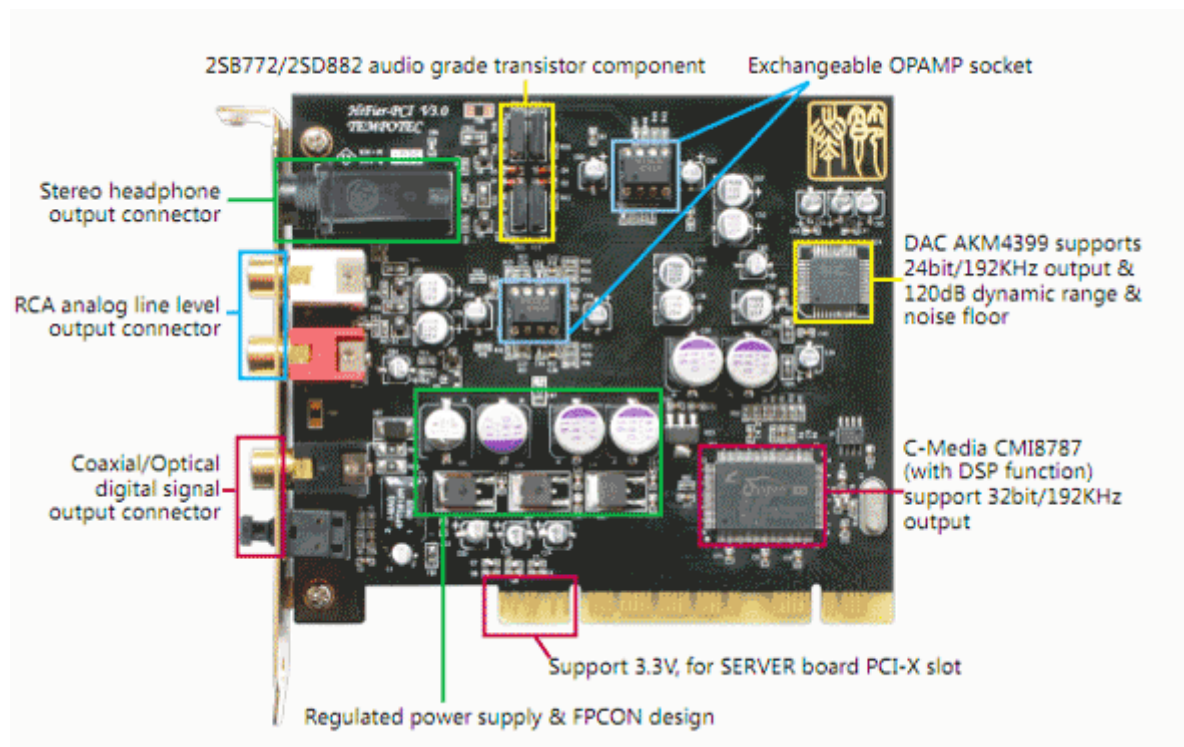 2SB772/2SD882 audio grade transistor component
Exchangeable OPAMP socket
HiFier-PCI V3.0
TEMPOTEC
Stereo headphone
output connector
RCA analog line level
output connector
Coaxial/Optical
digital signal
output connector
DAC AKM4399 supports
24bit/192KHz output &
120dB dynamic range &
noise floor
C-Media CMI8787
(with DSP function)
support 32bit/192KHz
output
Support 3.3V, for SERVER board PCI-X slot
Regulated power supply & FPCON design